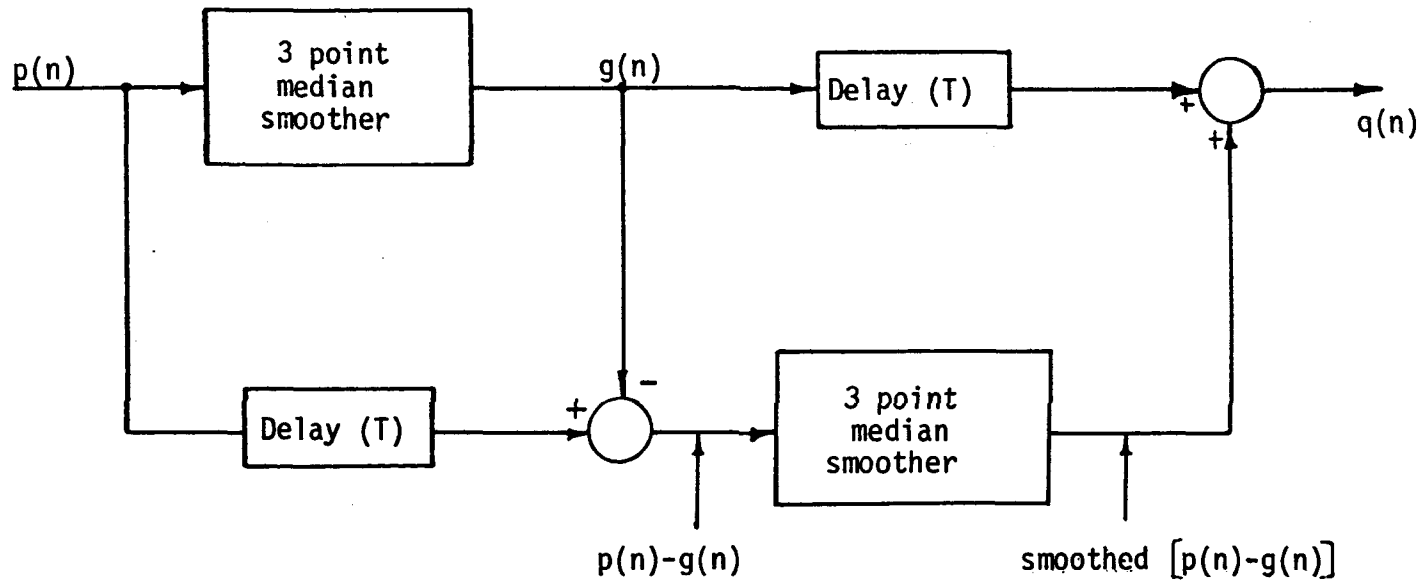 p(n)
3 point
median
smoother
g(n)
Delay (T)
+
+
q(n)
Delay (T)
+
-
3 point
median
smoother
p(n)-g(n)
smoothed [p(n)-g(n)]